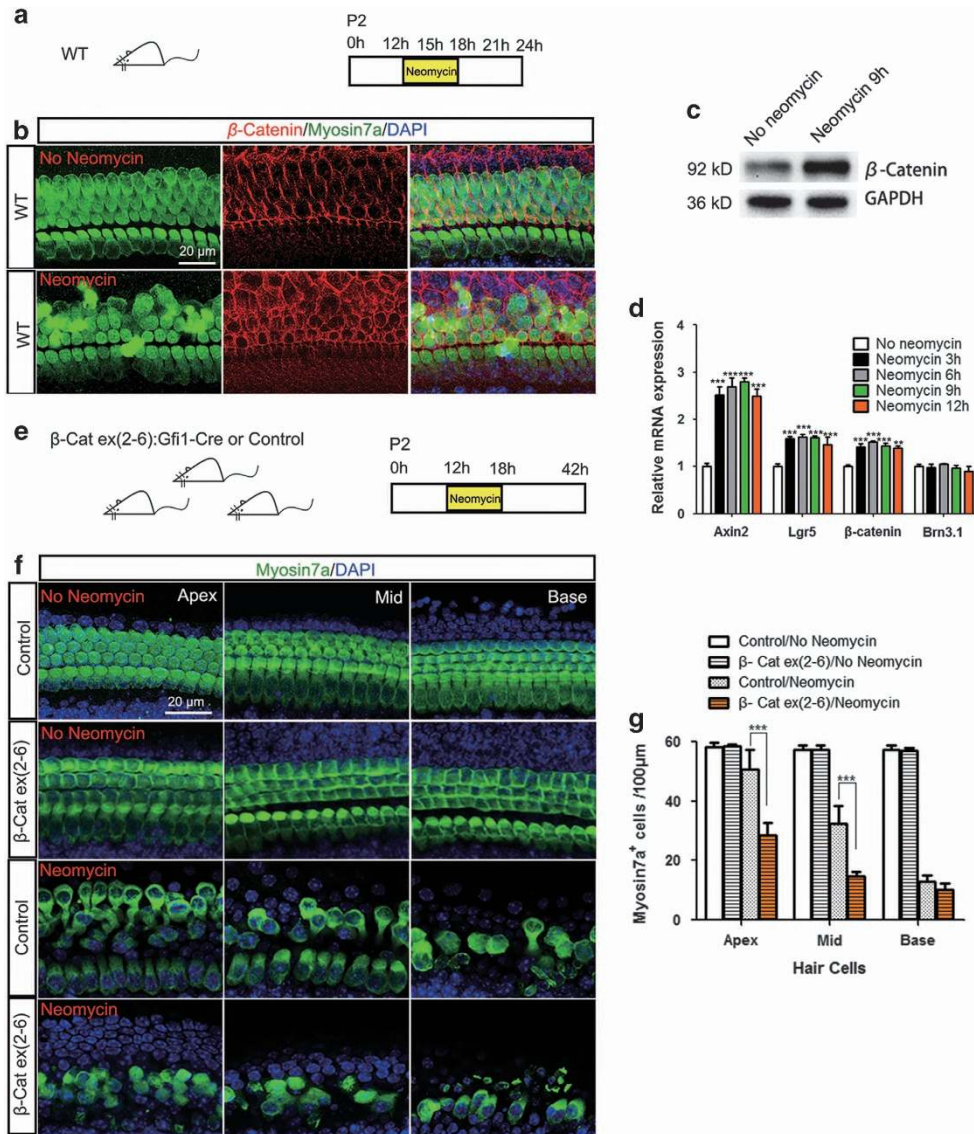 a
WT
P2
0h 12h 15h 18h 21h 24h
Neomycin
b
β-Catenin/Myosin7a/DAPI
WT
No Neomycin
20 µm
WT
Neomycin
c
No neomycin
Neomycin 9h
92 kD
β-Catenin
36 kD
GAPDH
d
Relative mRNA expression
4
3
2
1
0
*** *** *** ***
*** *** *** ***
*** *** *** **
No neomycin
Neomycin 3h
Neomycin 6h
Neomycin 9h
Neomycin 12h
Axin2 Lgr5 β-catenin Brn3.1
e
β-Cat ex(2-6):Gfi1-Cre or Control
P2
0h 12h 18h 42h
Neomycin
f
Myosin7a/DAPI
Control
No Neomycin
Apex
Mid
Base
20 µm
β-Cat ex(2-6)
No Neomycin
Control
Neomycin
β-Cat ex(2-6)
Neomycin
Control/No Neomycin
β- Cat ex(2-6)/No Neomycin
Control/Neomycin
β- Cat ex(2-6)/Neomycin
g
Myosin7a+ cells /100µm
60
40
20
0
***
***
Apex Mid Base
Hair Cells